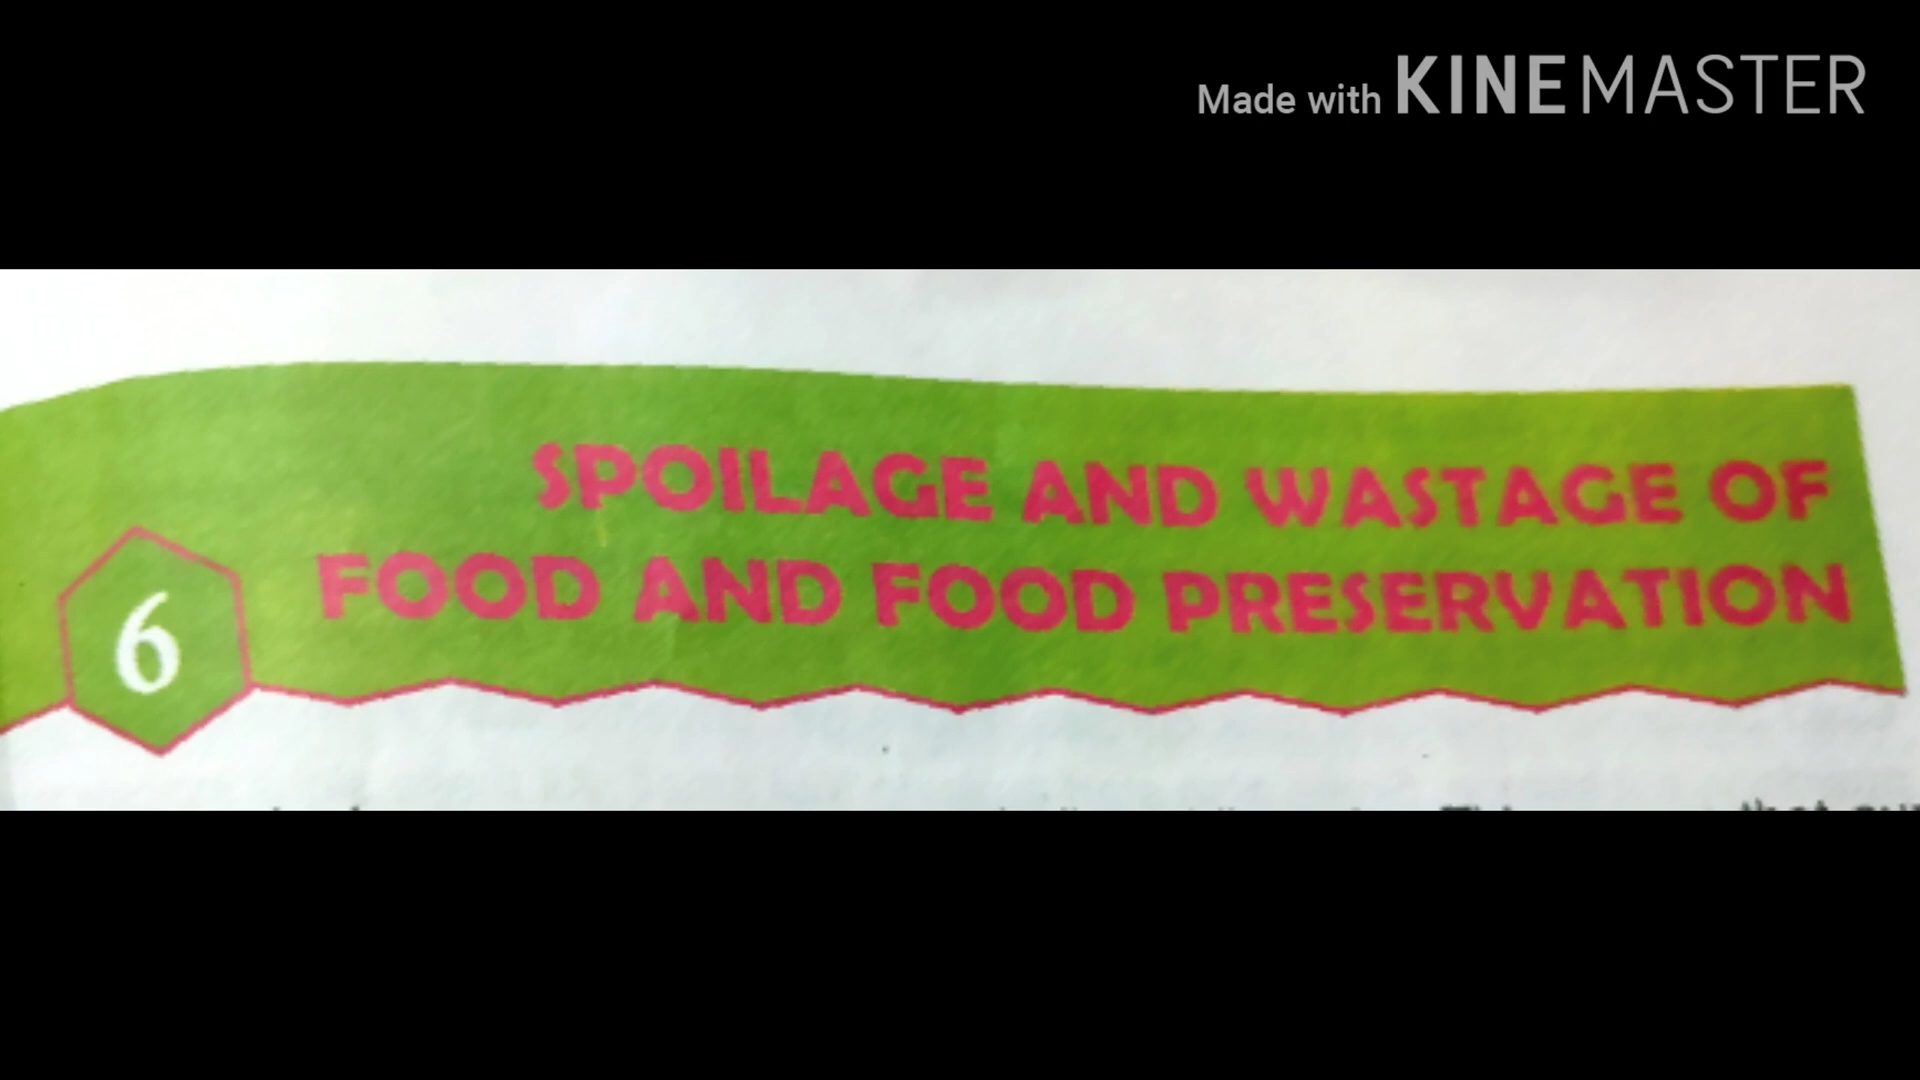 Made with KINEMASTER
SPOILAGE AND WASTAGE OF
6 FOOD AND FOOD PRESERVATION